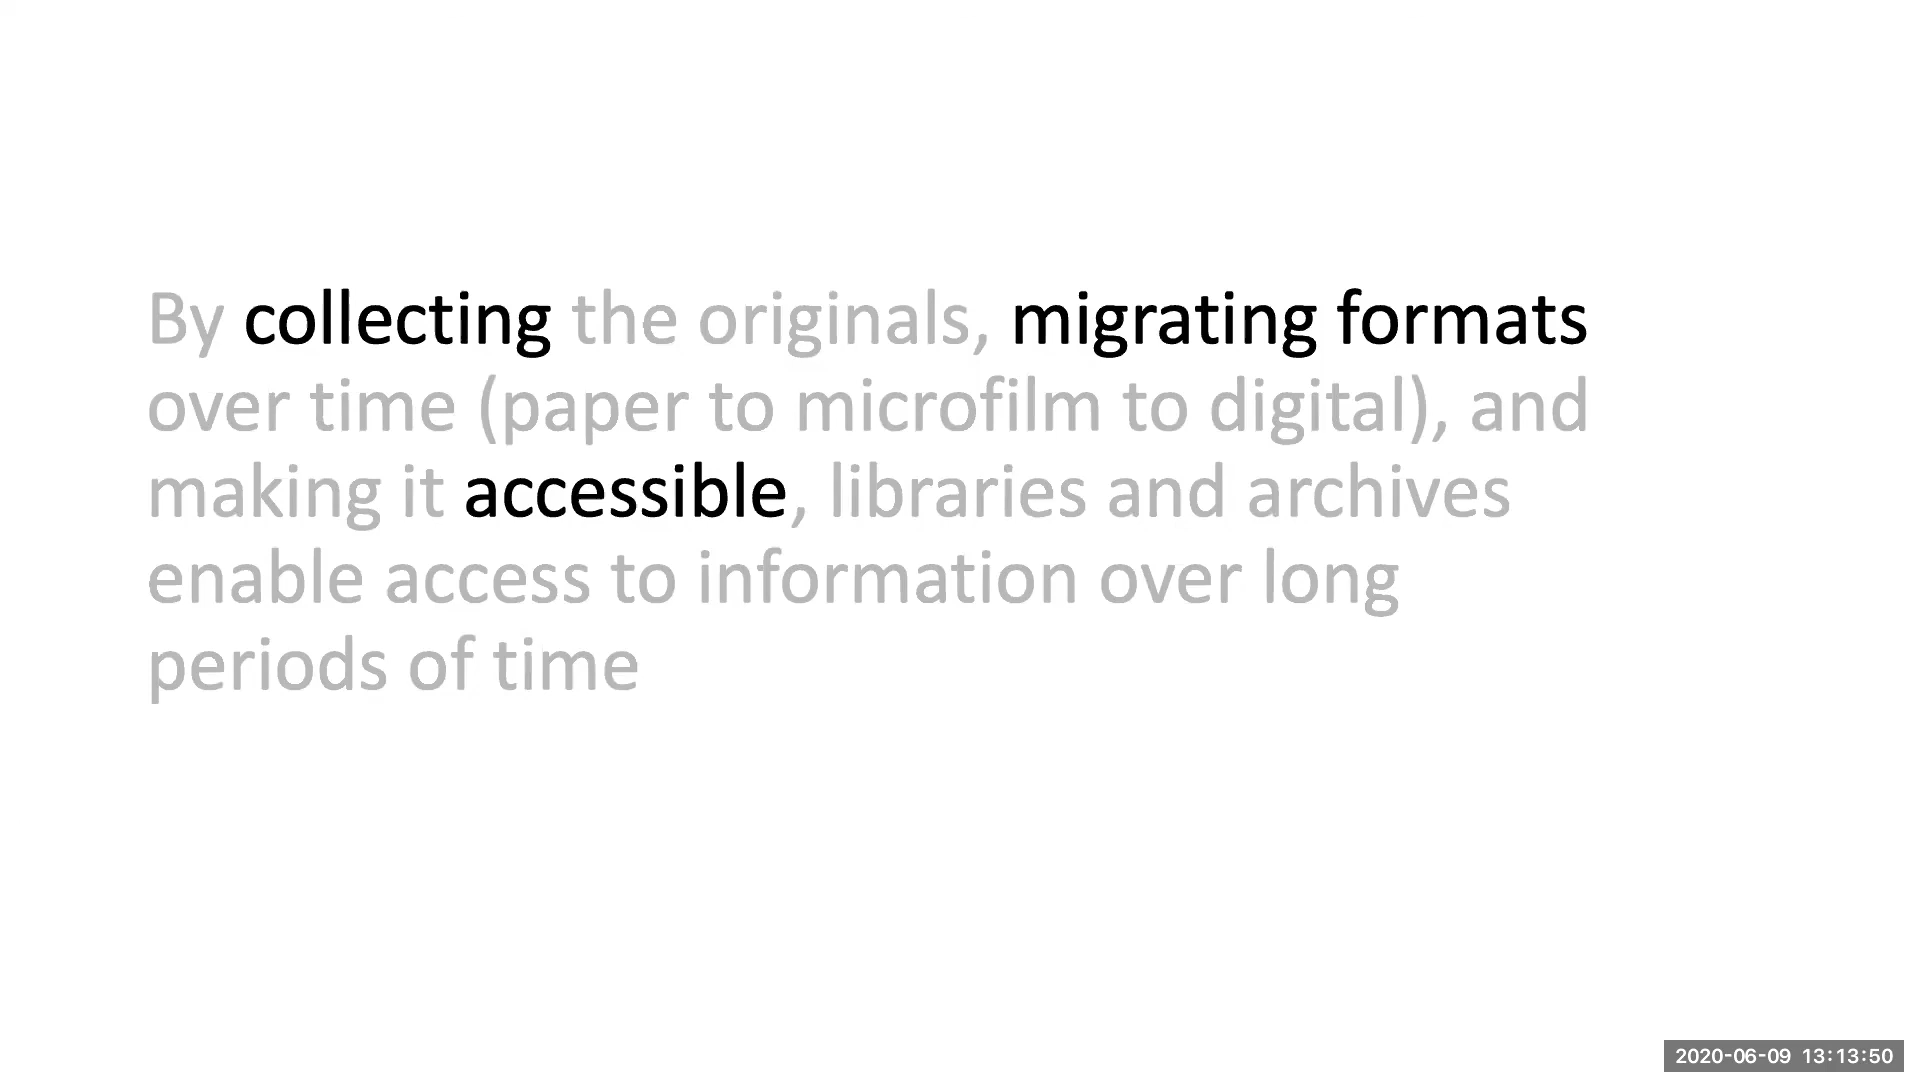 By collecting the originals, migrating formats
over time (paper to microfilm to digital), and
making it accessible, libraries and archives
enable access to information over long
periods of time
2020-06-09 13:13:50